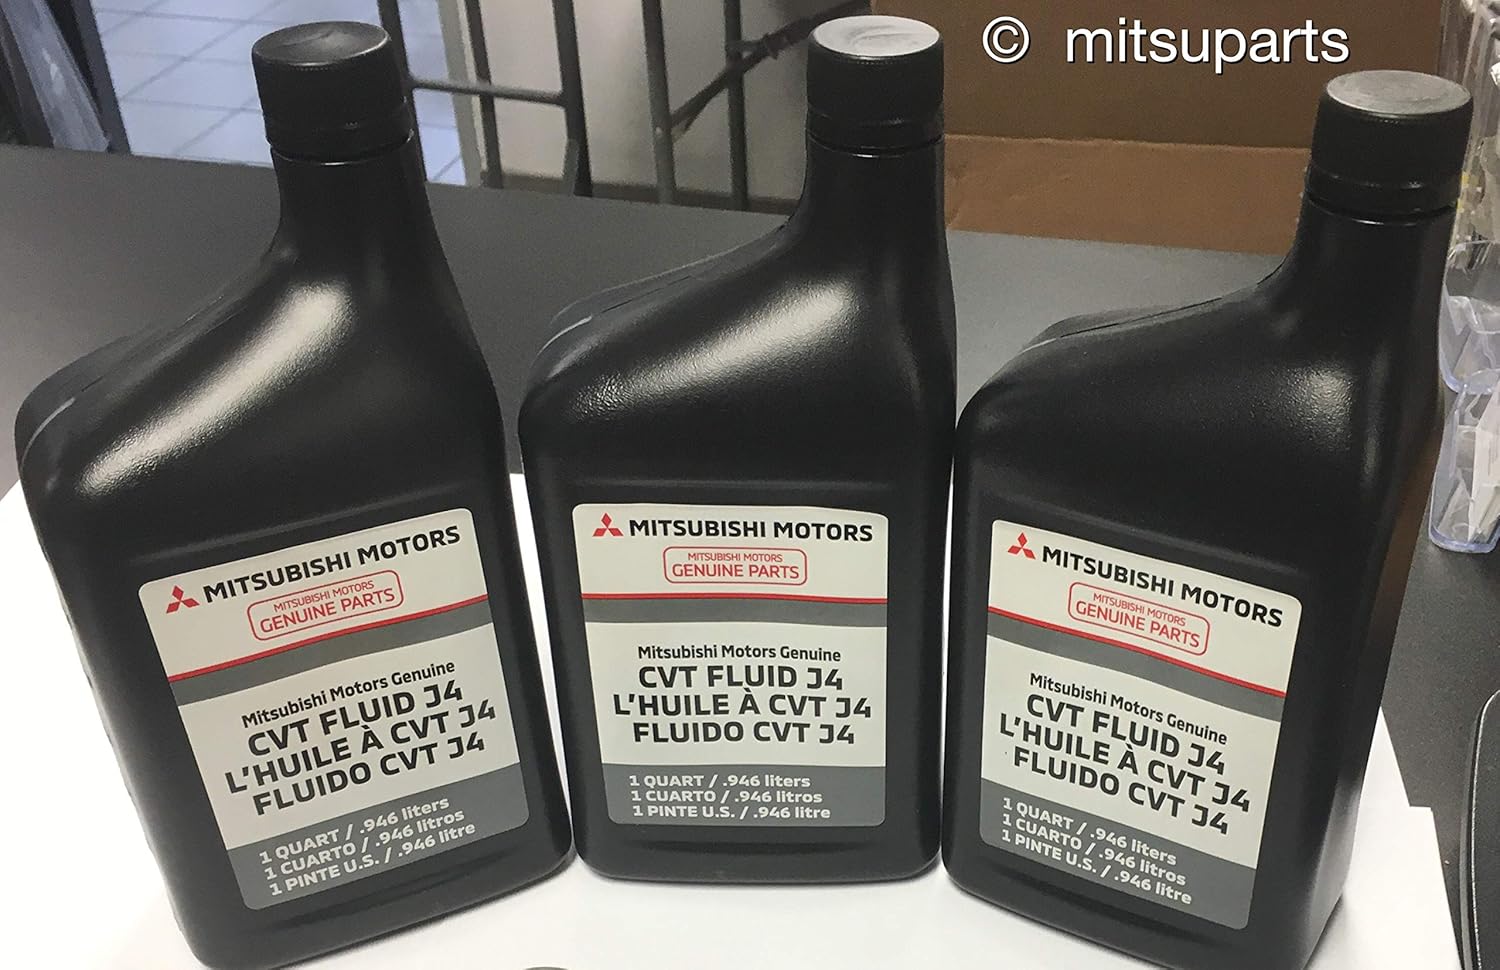 © mitsuparts
MITSUBISHI MOTORS
MITSUBISHI MOTORS
GENUINE PARTS
Mitsubishi Motors Genuine
CVT FLUID J4
L'HUILE À CVT J4
FLUIDO CVT J4
1 QUART / .946 liters
1 CUARTO / .946 litros
1 PINTE U.S. / .946 litre
MITSUBISHI MOTORS
MITSUBISHI MOTORS
GENUINE PARTS
Mitsubishi Motors Genuine
CVT FLUID J4
L'HUILE À CVT J4
FLUIDO CVT J4
1 QUART / .946 liters
1 CUARTO / .946 litros
1 PINTE U.S. / .946 litre
MITSUBISHI MOTORS
MITSUBISHI MOTORS
GENUINE PARTS
Mitsubishi Motors Genuine
CVT FLUID J4
L'HUILE À CVT J4
FLUIDO CVT J4
1 QUART / .946 liters
1 CUARTO / .946 litros
1 PINTE U.S. / .946 litre